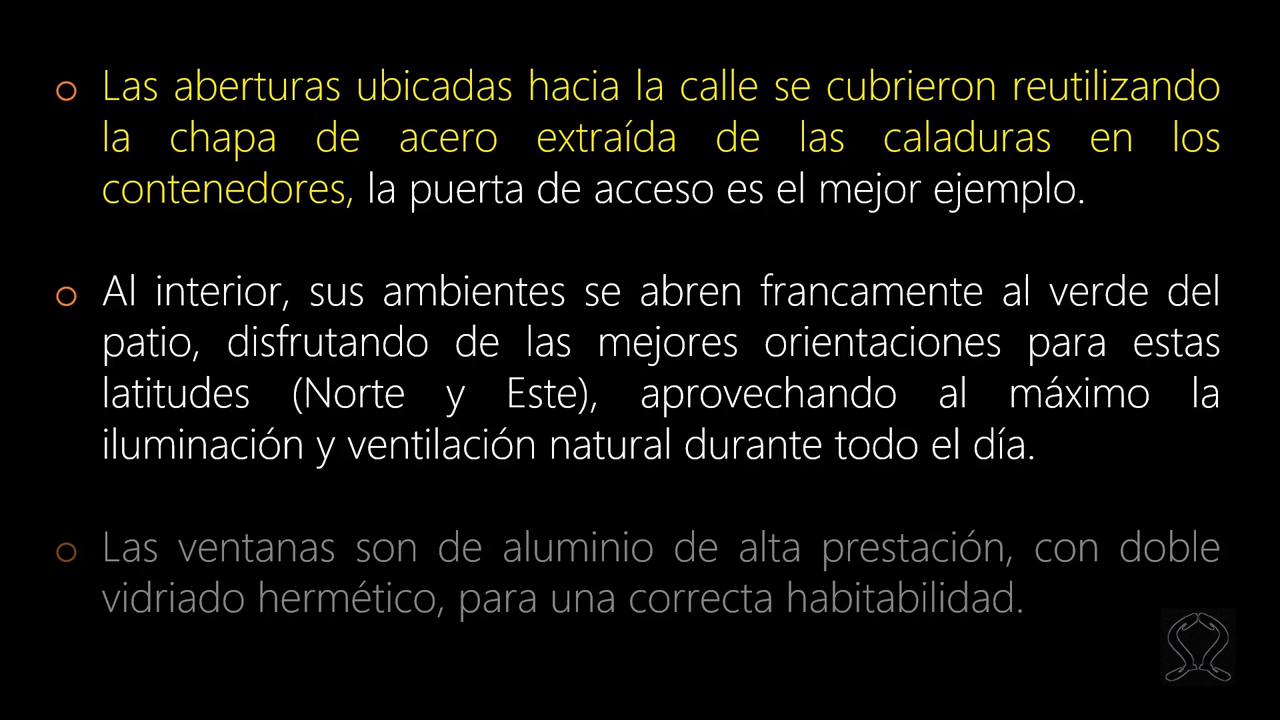 o Las aberturas ubicadas hacia la calle se cubrieron reutilizando
la chapa de acero extraída de las caladuras en los
contenedores, la puerta de acceso es el mejor ejemplo.
o Al interior, sus ambientes se abren francamente al verde del
patio, disfrutando de las mejores orientaciones para estas
latitudes (Norte y Este), aprovechando al máximo la
iluminación y ventilación natural durante todo el día.
o Las ventanas son de aluminio de alta prestación, con doble
vidriado hermético, para una correcta habitabilidad.